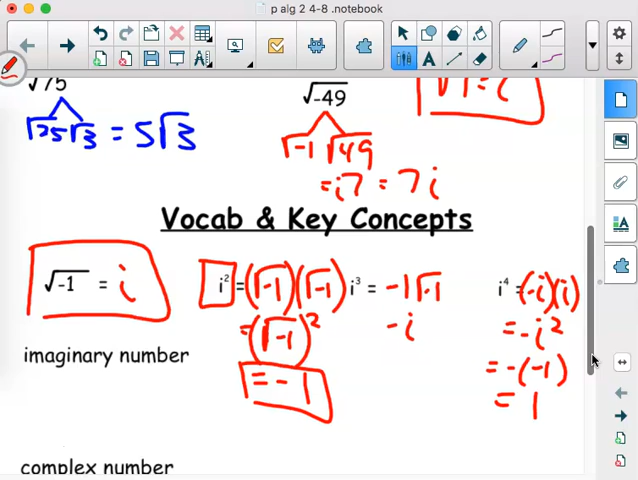 p alg 2 4-8 .notebook
√75
√25 √3 = 5√3
√-49
√-1 √49
= i7 = 7i
√-1 = i
Vocab & Key Concepts
√-1 = i
i² = (√-1)(√-1)
= (√-1)²
= -1
i³ = -1√-1
-i
i⁴ = (-i)(i)
= -i²
= -(-1)
= 1
imaginary number
complex number